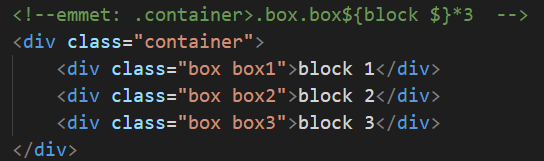 <!--emmet: .container>.box.box${block $}*3  -->
<div class="container">
    <div class="box box1">block 1</div>
    <div class="box box2">block 2</div>
    <div class="box box3">block 3</div>
</div>